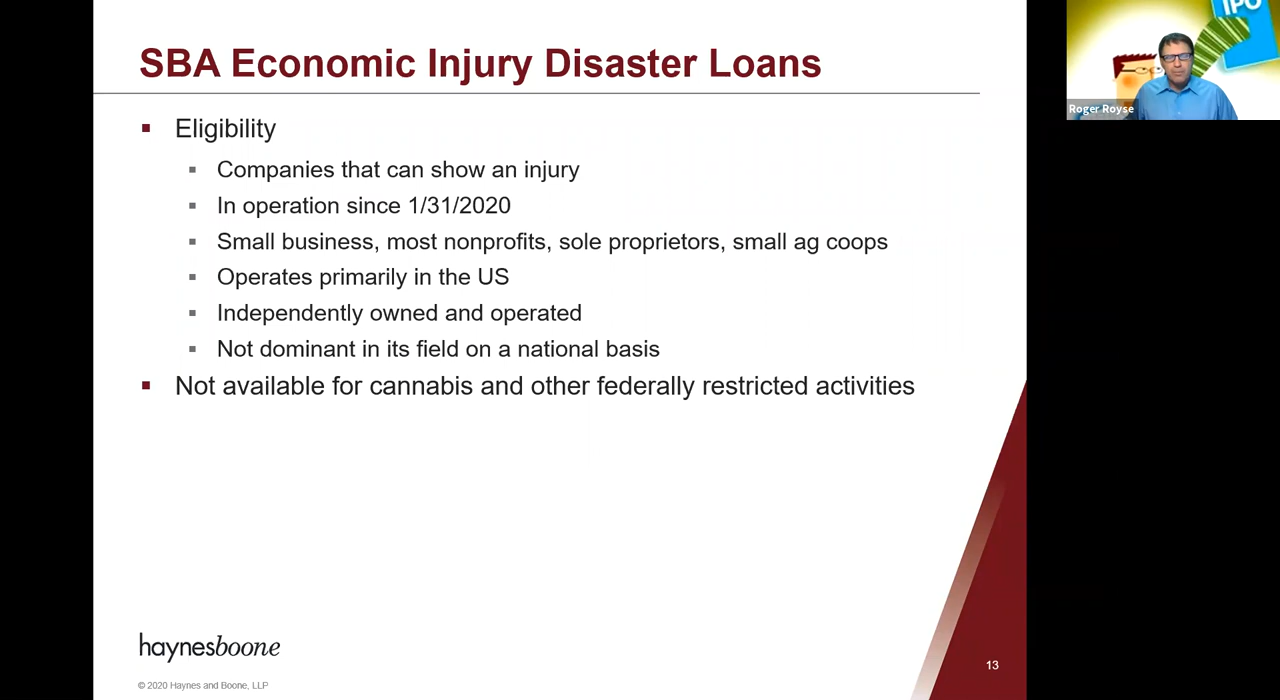 SBA Economic Injury Disaster Loans
Eligibility
Companies that can show an injury
In operation since 1/31/2020
Small business, most nonprofits, sole proprietors, small ag coops
Operates primarily in the US
Independently owned and operated
Not dominant in its field on a national basis
Not available for cannabis and other federally restricted activities
haynesboone
© 2020 Haynes and Boone, LLP
13
IPO
Roger Royse